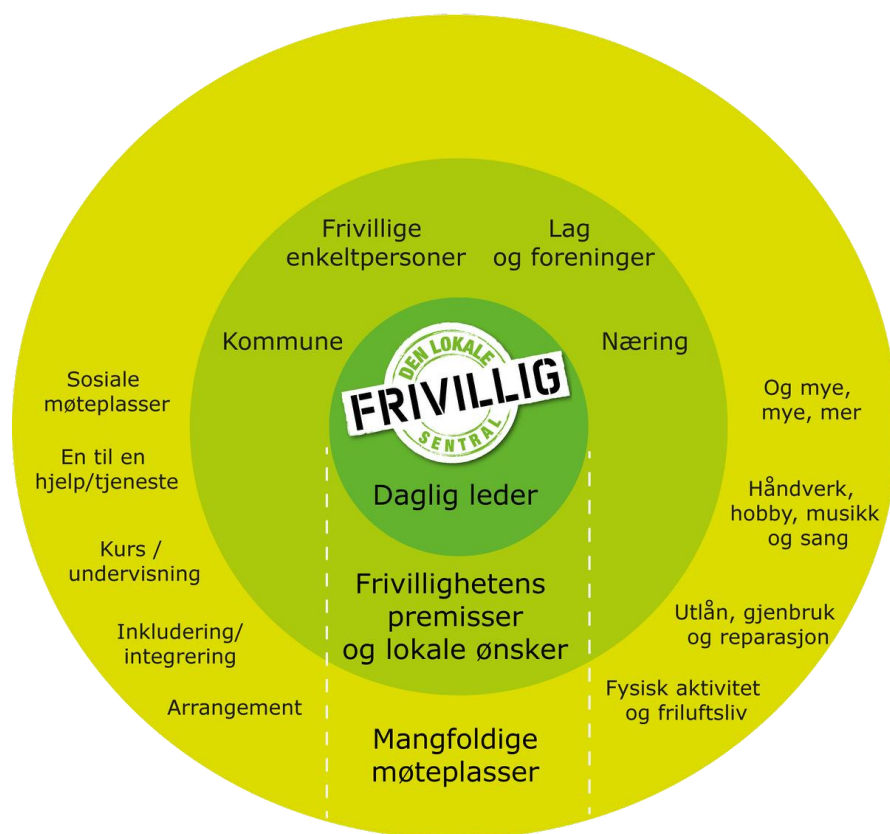 Frivillige
enkeltpersoner
Lag
og foreninger
Kommune
Næring
DEN LOKALE
FRIVILLIG
SENTRAL
Daglig leder
Frivillighetens
premisser
og lokale ønsker
Mangfoldige
møteplasser
Sosiale
møteplasser
En til en
hjelp/tjeneste
Kurs /
undervisning
Inkludering/
integrering
Arrangement
Og mye,
mye, mer
Håndverk,
hobby, musikk
og sang
Utlån, gjenbruk
og reparasjon
Fysisk aktivitet
og friluftsliv